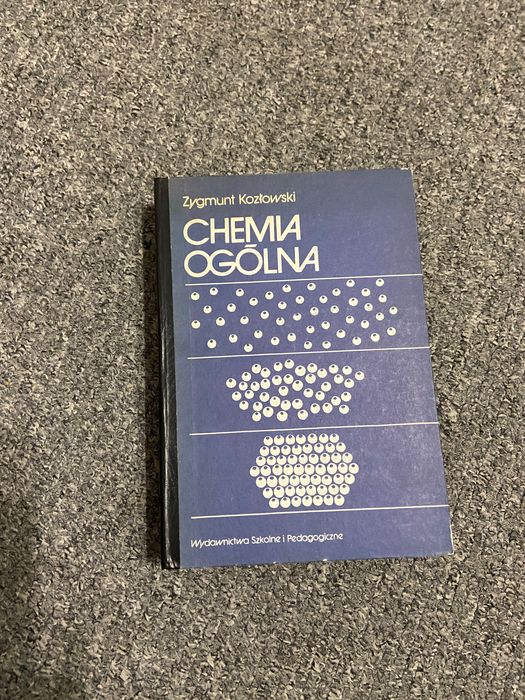 Zygmunt Kozłowski
CHEMIA
OGÓLNA
Wydawnictwa Szkolne i Pedagogiczne